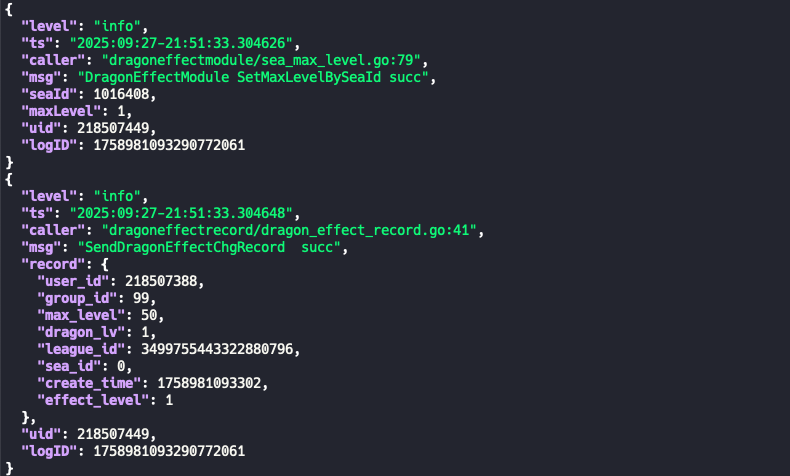 {
  "level": "info",
  "ts": "2025:09:27-21:51:33.304626",
  "caller": "dragoneffectmodule/sea_max_level.go:79",
  "msg": "DragonEffectModule SetMaxLevelBySeaId succ",
  "seaId": 1016408,
  "maxLevel": 1,
  "uid": 218507449,
  "logID": 1758981093290772061
}
{
  "level": "info",
  "ts": "2025:09:27-21:51:33.304648",
  "caller": "dragoneffectrecord/dragon_effect_record.go:41",
  "msg": "SendDragonEffectChgRecord  succ",
  "record": {
    "user_id": 218507388,
    "group_id": 99,
    "max_level": 50,
    "dragon_lv": 1,
    "league_id": 3499755443322880796,
    "sea_id": 0,
    "create_time": 1758981093302,
    "effect_level": 1
  },
  "uid": 218507449,
  "logID": 1758981093290772061
}